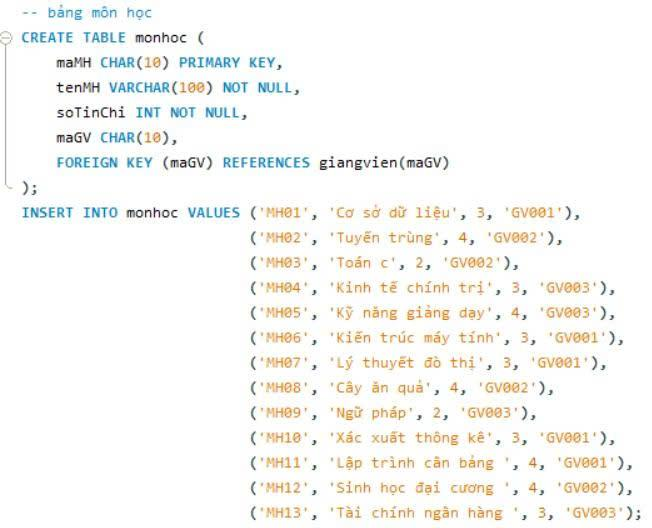 -- bảng môn học
CREATE TABLE monhoc (
maMH CHAR(10) PRIMARY KEY,
tenMH VARCHAR(100) NOT NULL,
soTinChi INT NOT NULL,
maGV CHAR(10),
FOREIGN KEY (maGV) REFERENCES giangvien(maGV)
);
INSERT INTO monhoc VALUES ('MH01', 'Cơ sở dữ liệu', 3, 'GV001'),
('MH02', 'Tuyến trùng', 4, 'GV002'),
('MH03', 'Toán c', 2, 'GV002'),
('MH04', 'Kinh tế chính trị', 3, 'GV003'),
('MH05', 'Kỹ năng giảng dạy', 4, 'GV003'),
('MH06', 'Kiến trúc máy tính', 3, 'GV001'),
('MH07', 'Lý thuyết đò thị', 3, 'GV001'),
('MH08', 'Cây ăn quả', 4, 'GV002'),
('MH09', 'Ngữ pháp', 2, 'GV003'),
('MH10', 'Xác xuất thông kê', 3, 'GV001'),
('MH11', 'Lập trình căn bảng ', 4, 'GV001'),
('MH12', 'Sinh học đại cương ', 4, 'GV002'),
('MH13', 'Tài chính ngân hàng ', 3, 'GV003');